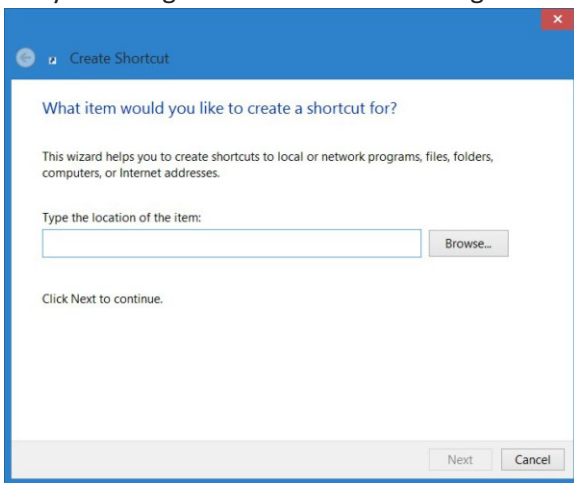 Create Shortcut
What item would you like to create a shortcut for?
This wizard helps you to create shortcuts to local or network programs, files, folders,
computers, or Internet addresses.
Type the location of the item:
Browse...
Click Next to continue.
Next Cancel